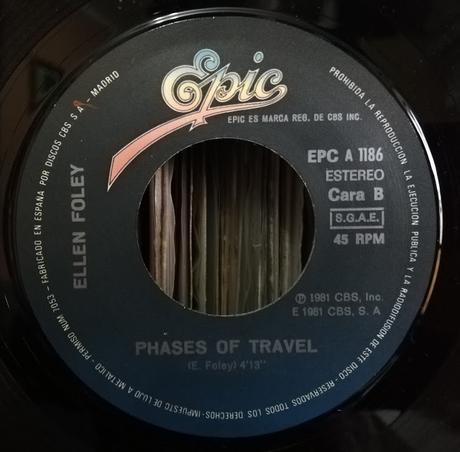 Epic
EPIC ES MARCA REG. DE CBS INC.
EPC A 1186
ESTEREO
Cara B
S.G.A.E.
45 RPM
ELLEN FOLEY
Ⓟ 1981 CBS, Inc.
E 1981 CBS, S. A
PHASES OF TRAVEL
(E. Foley) 4'13''
PROHIBIDA LA REPRODUCCION, LA EJECUCION PUBLICA Y LA RADIODIFUSION DE ESTE DISCO-RESERVADOS TODOS LOS DERECHOS-IMPUESTO DE LUJO A METALICO-PERMISO NUM 7053-FABRICADO EN ESPAÑA POR DISCOS CBS S A - MADRID